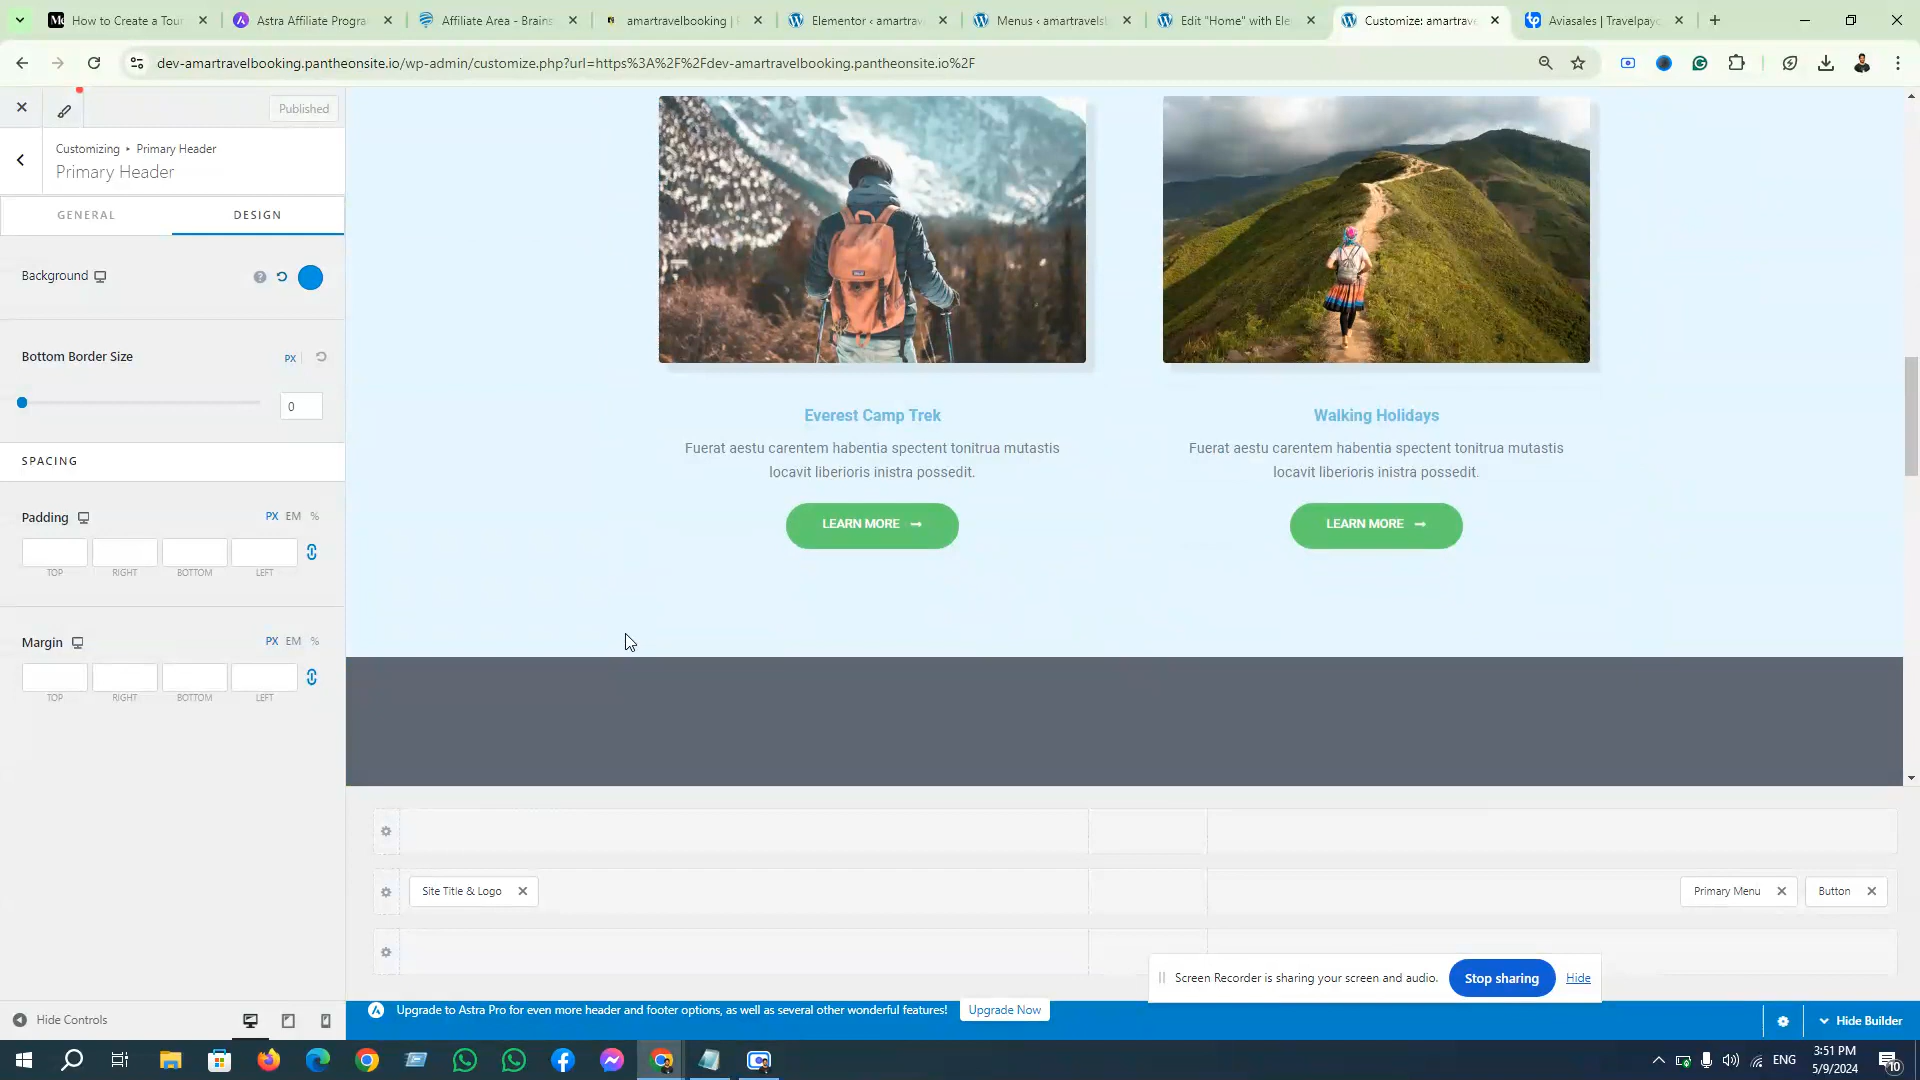 How to Create a Tour
Astra Affiliate Progra
Affiliate Area - Brains
amartravelbooking |
Elementor ‹ amartrav
Menus ‹ amartravelsl
Edit "Home" with Ele
Customize: amartrave
Aviasales | Travelpayo
dev-amartravelbooking.pantheonsite.io/wp-admin/customize.php?url=https%3A%2F%2Fdev-amartravelbooking.pantheonsite.io%2F
Published
Customizing • Primary Header
Primary Header
GENERAL
DESIGN
Background
Bottom Border Size
PX
0
SPACING
Padding
PX EM %
TOP RIGHT BOTTOM LEFT
Margin
PX EM %
TOP RIGHT BOTTOM LEFT
Everest Camp Trek
Fuerat aestu carentem habentia spectent tonitrua mutastis
locavit liberioris inistra possedit.
LEARN MORE →
Walking Holidays
Fuerat aestu carentem habentia spectent tonitrua mutastis
locavit liberioris inistra possedit.
LEARN MORE →
Site Title & Logo
Primary Menu
Button
Screen Recorder is sharing your screen and audio.
Stop sharing
Hide
Hide Controls
Upgrade to Astra Pro for even more header and footer options, as well as several other wonderful features!
Upgrade Now
Hide Builder
ENG
3:51 PM
5/9/2024
10